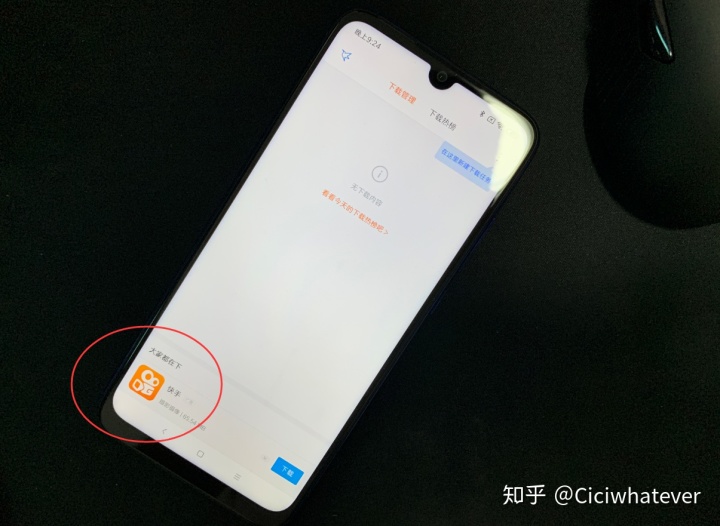 晚上9:24
下载管理
下载热榜
在这里新建下载任务
无下载内容
看看今天的下载热榜吧 >
大家都在下
快手
下载
知乎 @Ciciwhatever